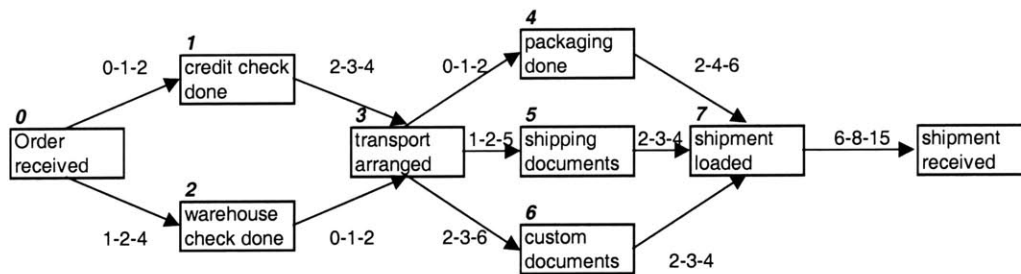 0
Order
received
0-1-2
1-2-4
1
credit check
done
2
warehouse
check done
2-3-4
0-1-2
3
transport
arranged
0-1-2
1-2-5
2-3-6
4
packaging
done
5
shipping
documents
6
custom
documents
2-4-6
2-3-4
2-3-4
7
shipment
loaded
6-8-15
shipment
received